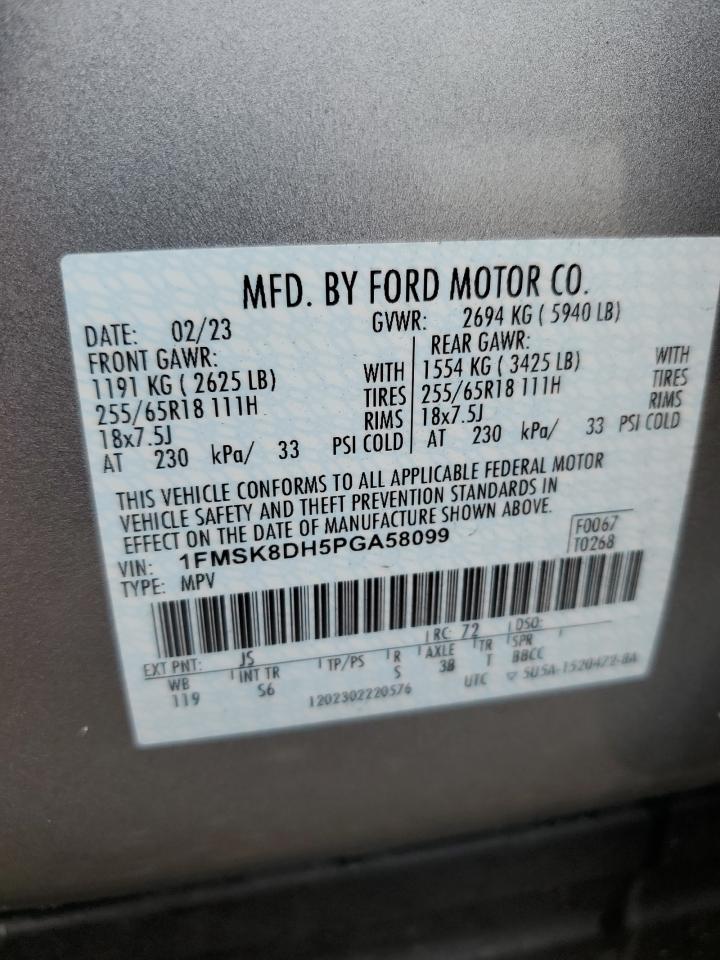 MFD. BY FORD MOTOR CO.
DATE: 02/23 GVWR: 2694 KG ( 5940 LB)
FRONT GAWR: REAR GAWR:
1191 KG ( 2625 LB) WITH 1554 KG ( 3425 LB) WITH
255/65R18 111H TIRES 255/65R18 111H TIRES
18x7.5J RIMS 18x7.5J RIMS
AT 230 kPa/ 33 PSI COLD AT 230 kPa/ 33 PSI COLD
THIS VEHICLE CONFORMS TO ALL APPLICABLE FEDERAL MOTOR
VEHICLE SAFETY AND THEFT PREVENTION STANDARDS IN
EFFECT ON THE DATE OF MANUFACTURE SHOWN ABOVE.
VIN: 1FMSK8DH5PGA58099 F0067
TYPE: MPV T0268
EXT PNT: JS RC: 72 DSO:
WB INT TR TP/PS R AXLE TR SPR
119 S6 S 38 T BBCC
1202302220576 UTC ▽ 5U5A-1520472-BA